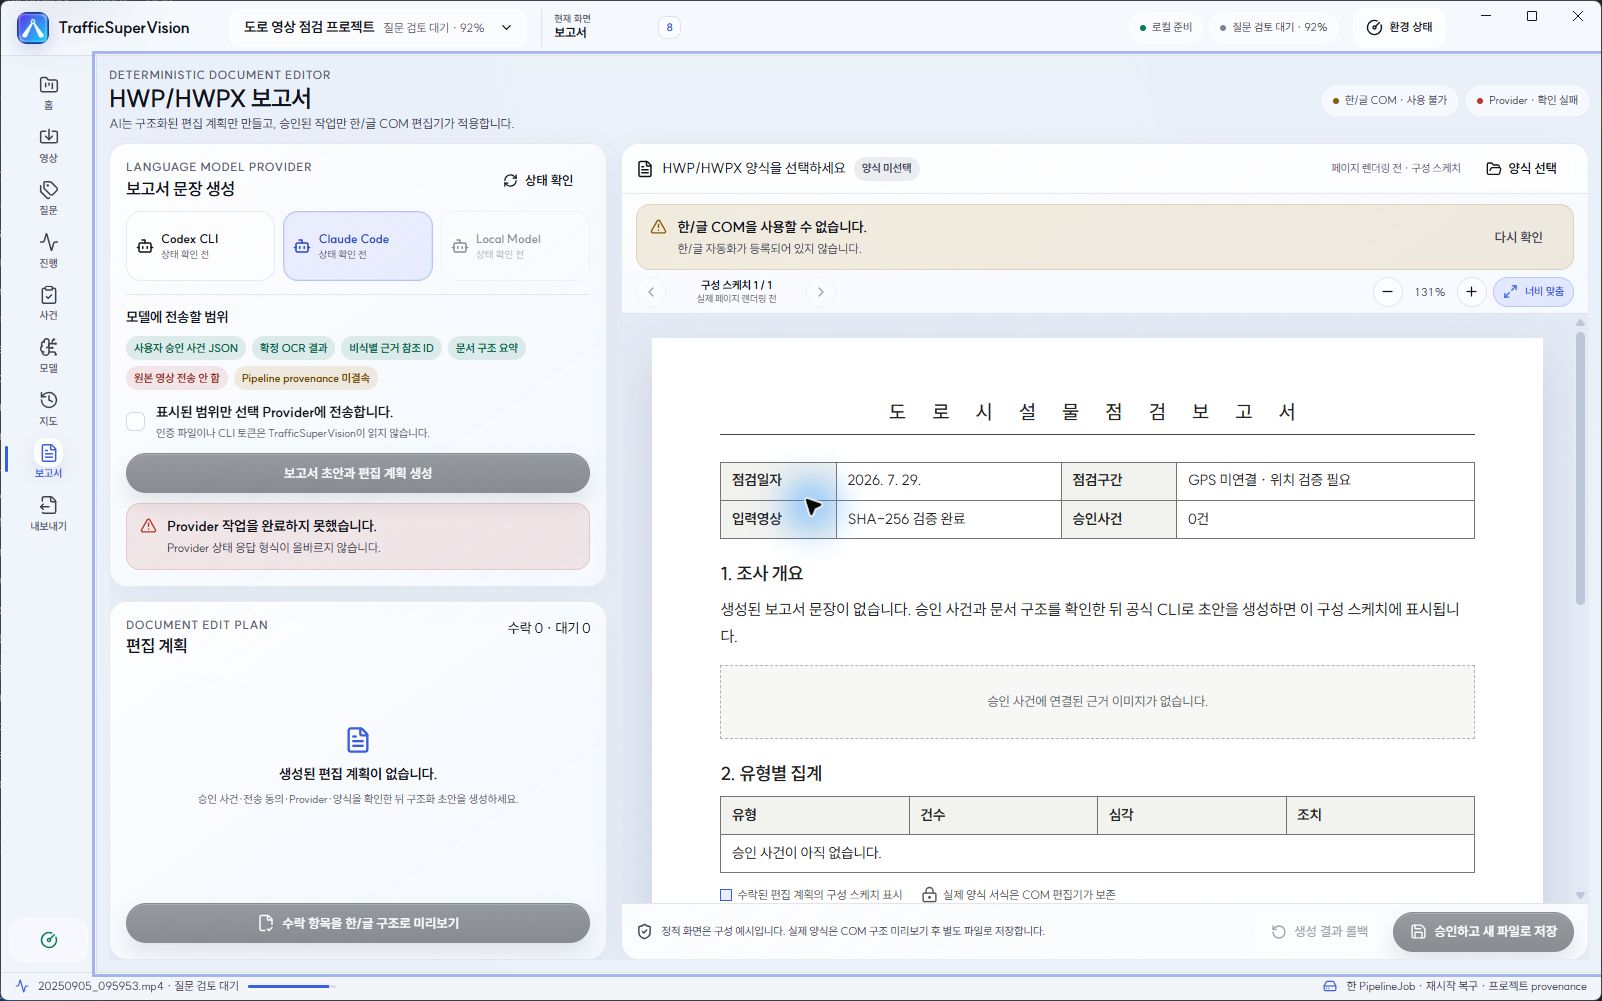 TrafficSuperVision
도로 영상 점검 프로젝트 질문 검토 대기 · 92%
현재 화면
보고서
8
로컬 준비
질문 검토 대기 · 92%
환경 상태
홈
영상
질문
진행
사건
모델
지도
보고서
내보내기
DETERMINISTIC DOCUMENT EDITOR
HWP/HWPX 보고서
AI는 구조화된 편집 계획만 만들고, 승인된 작업만 한/글 COM 편집기가 적용합니다.
한/글 COM · 사용 불가
Provider · 확인 실패
LANGUAGE MODEL PROVIDER
보고서 문장 생성
상태 확인
Codex CLI
상태 확인 전
Claude Code
상태 확인 전
Local Model
상태 확인 전
모델에 전송할 범위
사용자 승인 사건 JSON
확정 OCR 결과
비식별 근거 참조 ID
문서 구조 요약
원본 영상 전송 안 함
Pipeline provenance 미결속
표시된 범위만 선택 Provider에 전송합니다.
인증 파일이나 CLI 토큰은 TrafficSuperVision이 읽지 않습니다.
보고서 초안과 편집 계획 생성
Provider 작업을 완료하지 못했습니다.
Provider 상태 응답 형식이 올바르지 않습니다.
DOCUMENT EDIT PLAN
편집 계획
수락 0 · 대기 0
생성된 편집 계획이 없습니다.
승인 사건·전송 동의·Provider·양식을 확인한 뒤 구조화 초안을 생성하세요.
수락 항목을 한/글 구조로 미리보기
HWP/HWPX 양식을 선택하세요
양식 미선택
페이지 렌더링 전 · 구성 스케치
양식 선택
한/글 COM을 사용할 수 없습니다.
한/글 자동화가 등록되어 있지 않습니다.
다시 확인
구성 스케치 1 / 1
실제 페이지 렌더링 전
131%
너비 맞춤
도 로 시 설 물 점 검 보 고 서
점검일자 2026. 7. 29. 점검구간 GPS 미연결 · 위치 검증 필요
입력영상 SHA-256 검증 완료 승인사건 0건
1. 조사 개요
생성된 보고서 문장이 없습니다. 승인 사건과 문서 구조를 확인한 뒤 공식 CLI로 초안을 생성하면 이 구성 스케치에 표시됩니
다.
승인 사건에 연결된 근거 이미지가 없습니다.
2. 유형별 집계
유형 건수 심각 조치
승인 사건이 아직 없습니다.
수락된 편집 계획의 구성 스케치 표시
실제 양식 서식은 COM 편집기가 보존
정적 화면은 구성 예시입니다. 실제 양식은 COM 구조 미리보기 후 별도 파일로 저장합니다.
생성 결과 롤백
승인하고 새 파일로 저장
20250905_095953.mp4 · 질문 검토 대기
한 PipelineJob · 재시작 복구 · 프로젝트 provenance